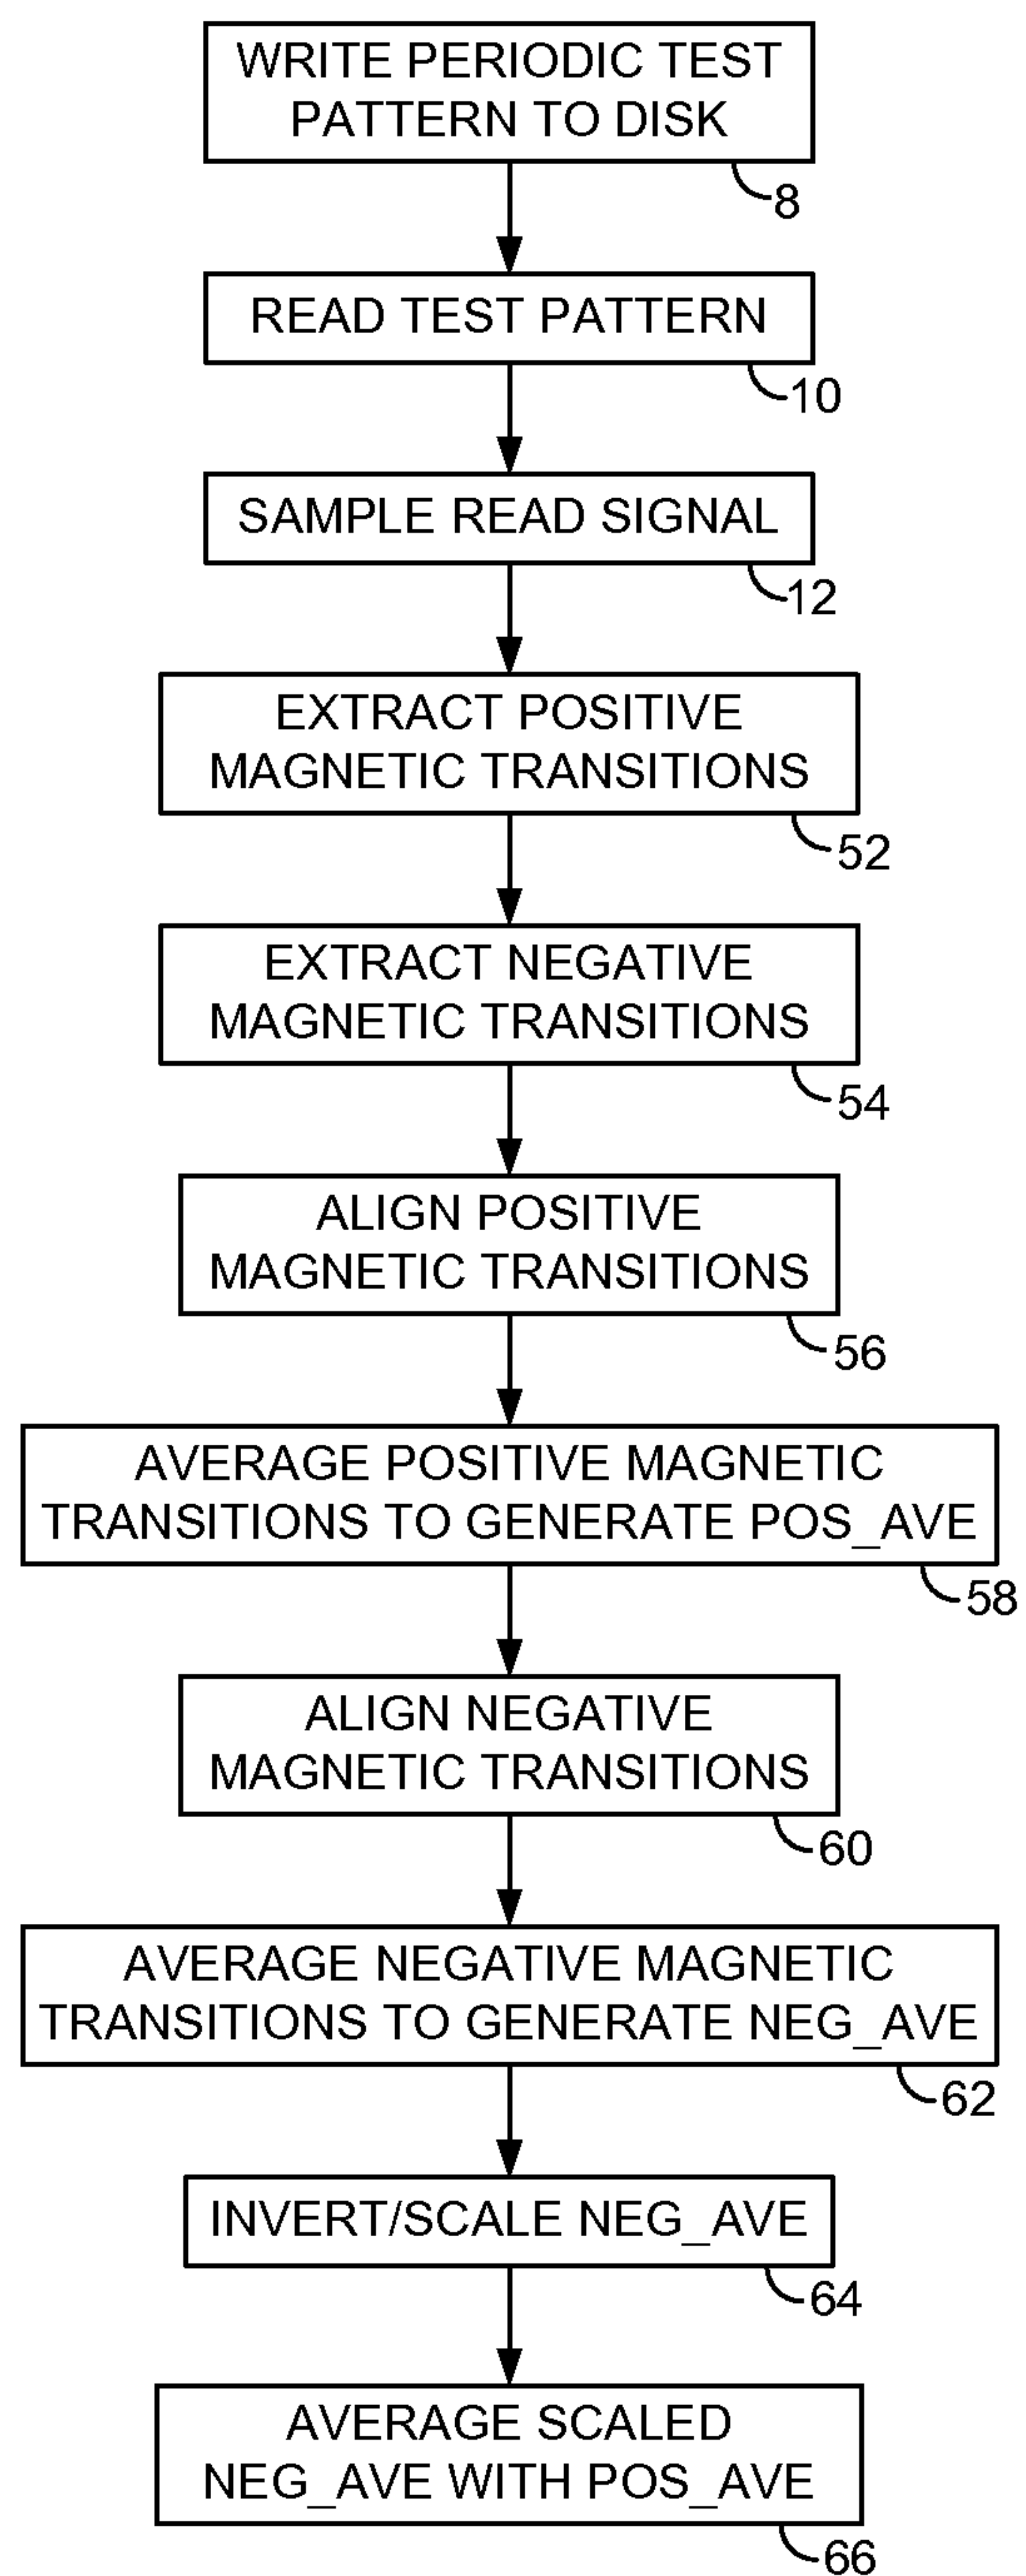 WRITE PERIODIC TEST
PATTERN TO DISK
8
READ TEST PATTERN
10
SAMPLE READ SIGNAL
12
EXTRACT POSITIVE
MAGNETIC TRANSITIONS
52
EXTRACT NEGATIVE
MAGNETIC TRANSITIONS
54
ALIGN POSITIVE
MAGNETIC TRANSITIONS
56
AVERAGE POSITIVE MAGNETIC
TRANSITIONS TO GENERATE POS_AVE
58
ALIGN NEGATIVE
MAGNETIC TRANSITIONS
60
AVERAGE NEGATIVE MAGNETIC
TRANSITIONS TO GENERATE NEG_AVE
62
INVERT/SCALE NEG_AVE
64
AVERAGE SCALED
NEG_AVE WITH POS_AVE
66